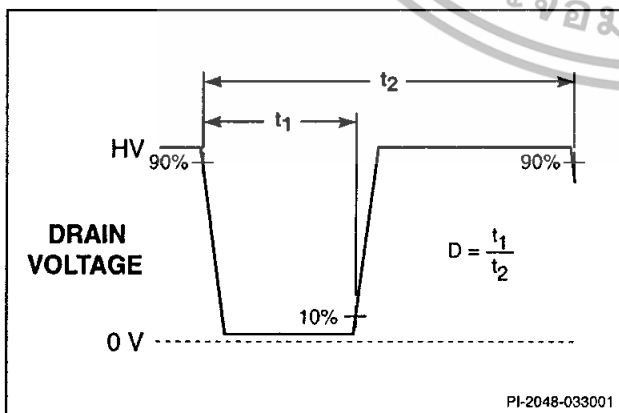 t2
t1
HV
90%
90%
DRAIN
VOLTAGE
D = t1/t2
10%
0 V
PI-2048-033001